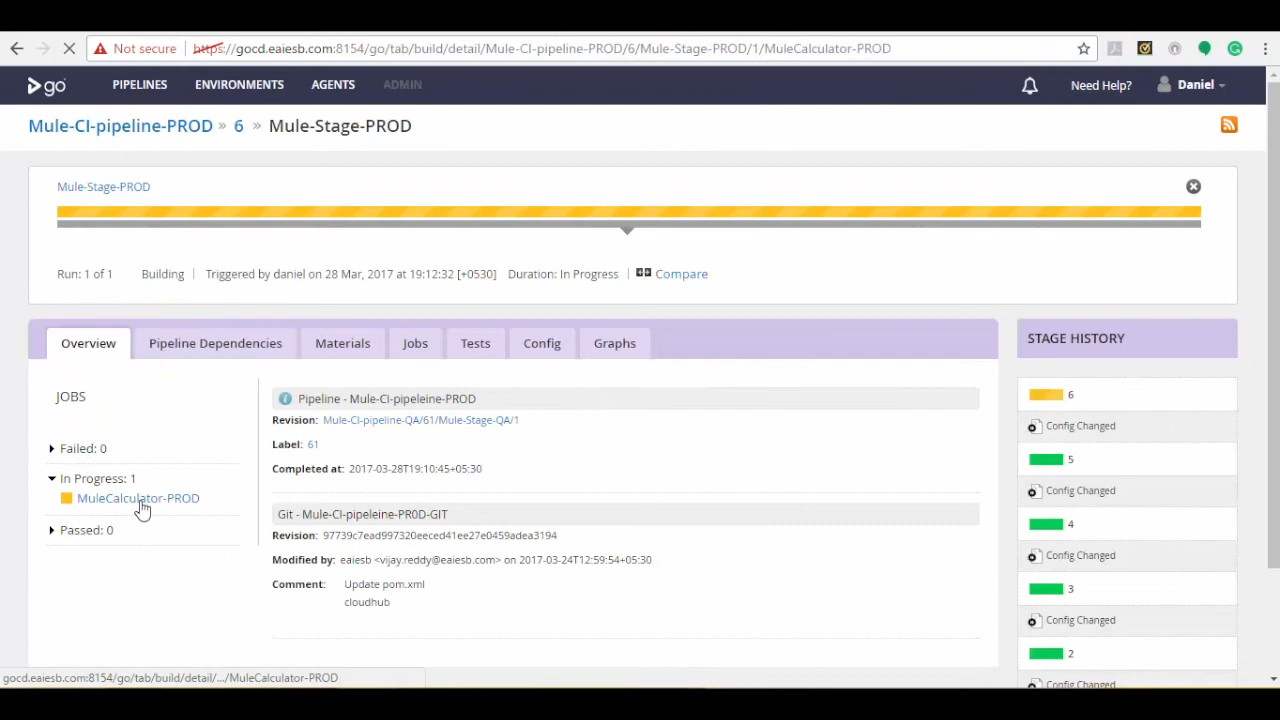 Not secure | https://gocd.eaiesb.com:8154/go/tab/build/detail/Mule-CI-pipeline-PROD/6/Mule-Stage-PROD/1/MuleCalculator-PROD
go PIPELINES ENVIRONMENTS AGENTS ADMIN Need Help? Daniel
Mule-CI-pipeline-PROD » 6 » Mule-Stage-PROD
Mule-Stage-PROD
Run: 1 of 1 Building Triggered by daniel on 28 Mar, 2017 at 19:12:32 [+0530] Duration: In Progress Compare
Overview Pipeline Dependencies Materials Jobs Tests Config Graphs
JOBS
Failed: 0
In Progress: 1
MuleCalculator-PROD
Passed: 0
Pipeline - Mule-CI-pipeleine-PROD
Revision: Mule-CI-pipeline-QA/61/Mule-Stage-QA/1
Label: 61
Completed at: 2017-03-28T19:10:45+05:30
Git - Mule-CI-pipeleine-PR0D-GIT
Revision: 97739c7ead997320eeced41ee27e0459adea3194
Modified by: eaiesb <vijay.reddy@eaiesb.com> on 2017-03-24T12:59:54+05:30
Comment: Update pom.xml
cloudhub
STAGE HISTORY
6
Config Changed
5
Config Changed
4
Config Changed
3
Config Changed
2
Config Changed
gocd.eaiesb.com:8154/go/tab/build/detail/.../MuleCalculator-PROD